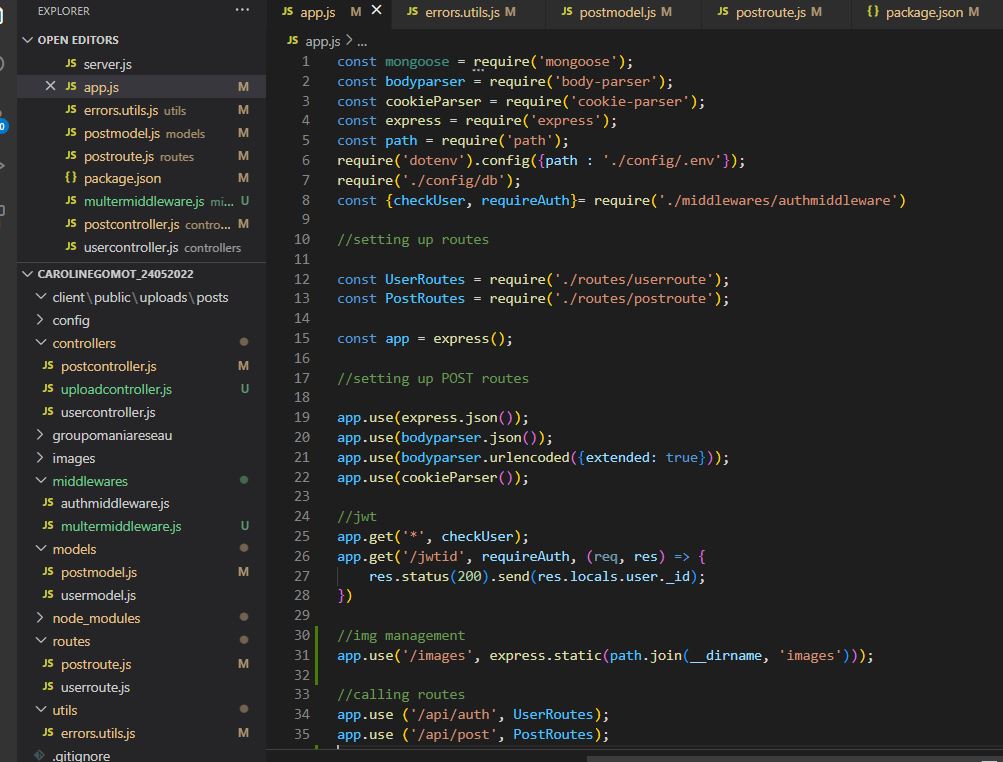 EXPLORER ...
OPEN EDITORS
JS server.js
JS app.js M
JS errors.utils.js utils M
JS postmodel.js models M
JS postroute.js routes M
{} package.json M
JS multermiddleware.js mi... U
JS postcontroller.js contro... M
JS usercontroller.js controllers
CAROLINEGOMOT_24052022
client\public\uploads\posts
config
controllers
JS postcontroller.js M
JS uploadcontroller.js U
JS usercontroller.js
groupomaniareseau
images
middlewares
JS authmiddleware.js
JS multermiddleware.js U
models
JS postmodel.js M
JS usermodel.js
node_modules
routes
JS postroute.js M
JS userroute.js
utils
JS errors.utils.js M
.gitignore
JS app.js M
JS errors.utils.js M
JS postmodel.js M
JS postroute.js M
{} package.json M
JS app.js > ...
1 const mongoose = require('mongoose');
2 const bodyparser = require('body-parser');
3 const cookieParser = require('cookie-parser');
4 const express = require('express');
5 const path = require('path');
6 require('dotenv').config({path : './config/.env'});
7 require('./config/db');
8 const {checkUser, requireAuth}= require('./middlewares/authmiddleware')
9
10 //setting up routes
11
12 const UserRoutes = require('./routes/userroute');
13 const PostRoutes = require('./routes/postroute');
14
15 const app = express();
16
17 //setting up POST routes
18
19 app.use(express.json());
20 app.use(bodyparser.json());
21 app.use(bodyparser.urlencoded({extended: true}));
22 app.use(cookieParser());
23
24 //jwt
25 app.get('*', checkUser);
26 app.get('/jwtid', requireAuth, (req, res) => {
27 res.status(200).send(res.locals.user._id);
28 })
29
30 //img management
31 app.use('/images', express.static(path.join(__dirname, 'images')));
32
33 //calling routes
34 app.use ('/api/auth', UserRoutes);
35 app.use ('/api/post', PostRoutes);